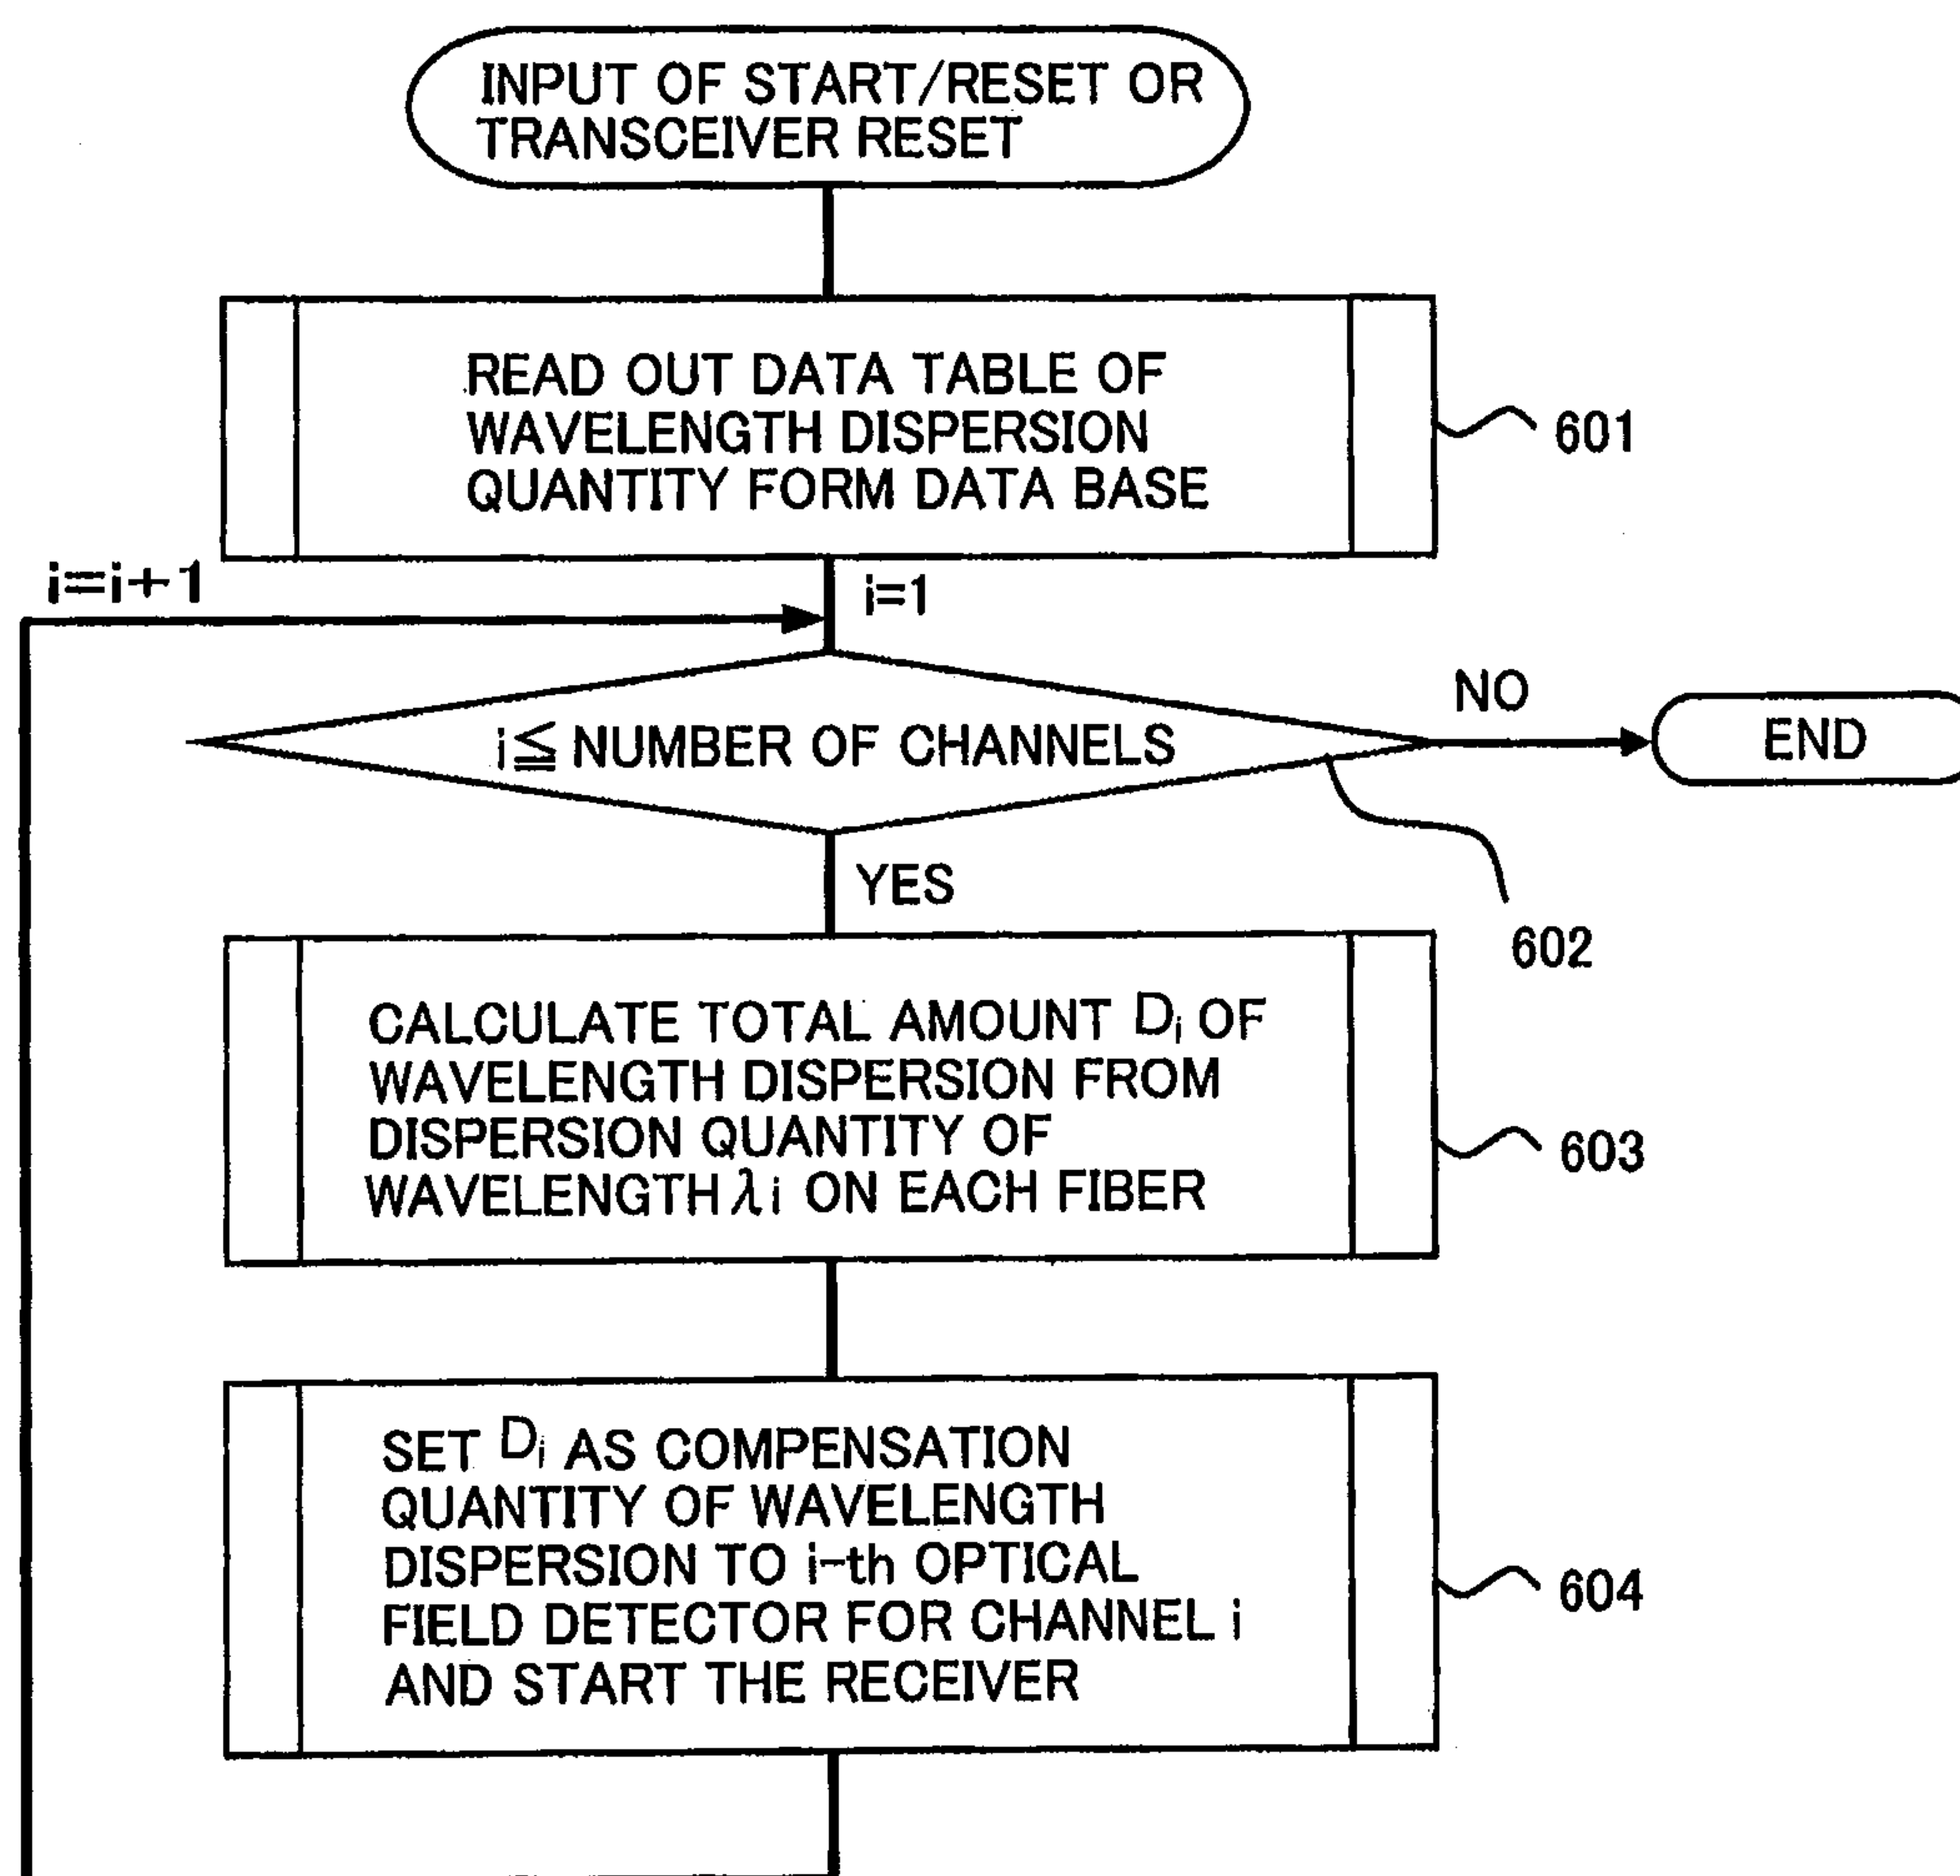 INPUT OF START/RESET OR
TRANSCEIVER RESET
READ OUT DATA TABLE OF
WAVELENGTH DISPERSION
QUANTITY FORM DATA BASE
601
i=i+1
i=1
i≦ NUMBER OF CHANNELS
NO
END
YES
602
CALCULATE TOTAL AMOUNT Di OF
WAVELENGTH DISPERSION FROM
DISPERSION QUANTITY OF
WAVELENGTH λi ON EACH FIBER
603
SET Di AS COMPENSATION
QUANTITY OF WAVELENGTH
DISPERSION TO i-th OPTICAL
FIELD DETECTOR FOR CHANNEL i
AND START THE RECEIVER
604